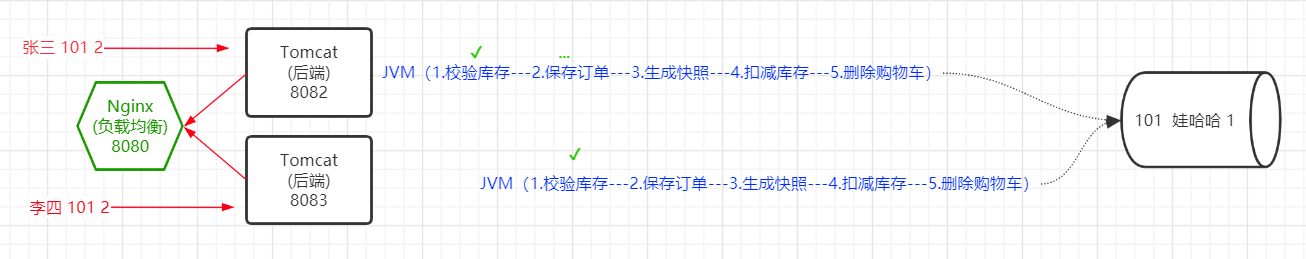 张三 101 2
Tomcat
(后端)
8082
✓
...
JVM（1.校验库存---2.保存订单---3.生成快照---4.扣减库存---5.删除购物车）
Nginx
(负载均衡)
8080
101 娃哈哈 1
Tomcat
(后端)
8083
✓
JVM（1.校验库存---2.保存订单---3.生成快照---4.扣减库存---5.删除购物车）
李四 101 2